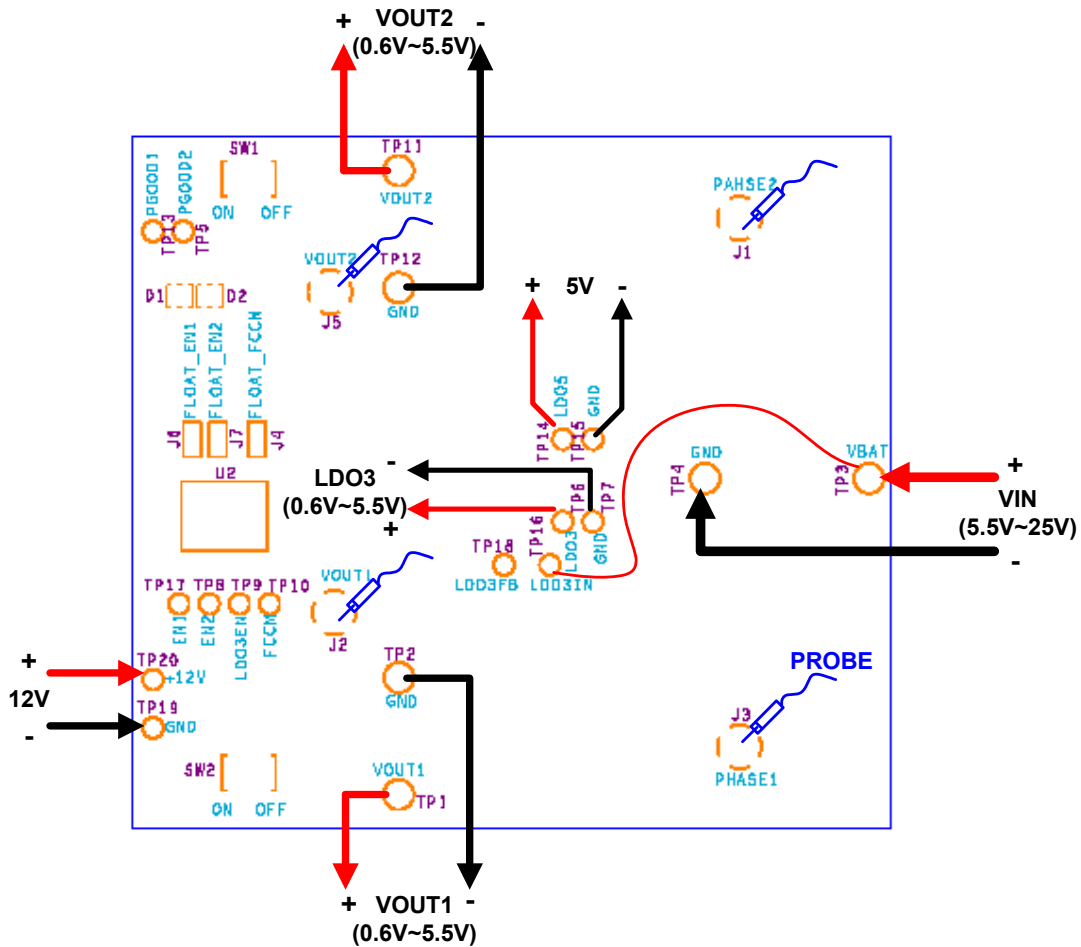 + VOUT2 -
(0.6V~5.5V)
SW1
ON OFF
PGOOD1
PGOOD2
TP13
TP5
TP11
VOUT2
PAHSE2
J1
VOUT2
J5
TP12
GND
D1
D2
FLOAT_EN1
FLOAT_EN2
FLOAT_FCCM
J6
J7
J4
U2
+ 5V -
LDO5
GND
TP14
TP15
GND
TP4
VBAT
TP3
+
VIN
(5.5V~25V)
-
-
LDO3
(0.6V~5.5V)
+
TP6
TP7
TP16
LDO3
GND
TP18
LDO3FB
LDO3IN
TP17
TP8
TP9
TP10
EN1
EN2
LDO3EN
FCCM
VOUT1
J2
+
12V
-
TP20
+12V
TP19
GND
TP2
GND
PROBE
J3
PHASE1
SW2
ON OFF
VOUT1
TP1
+ VOUT1 -
(0.6V~5.5V)